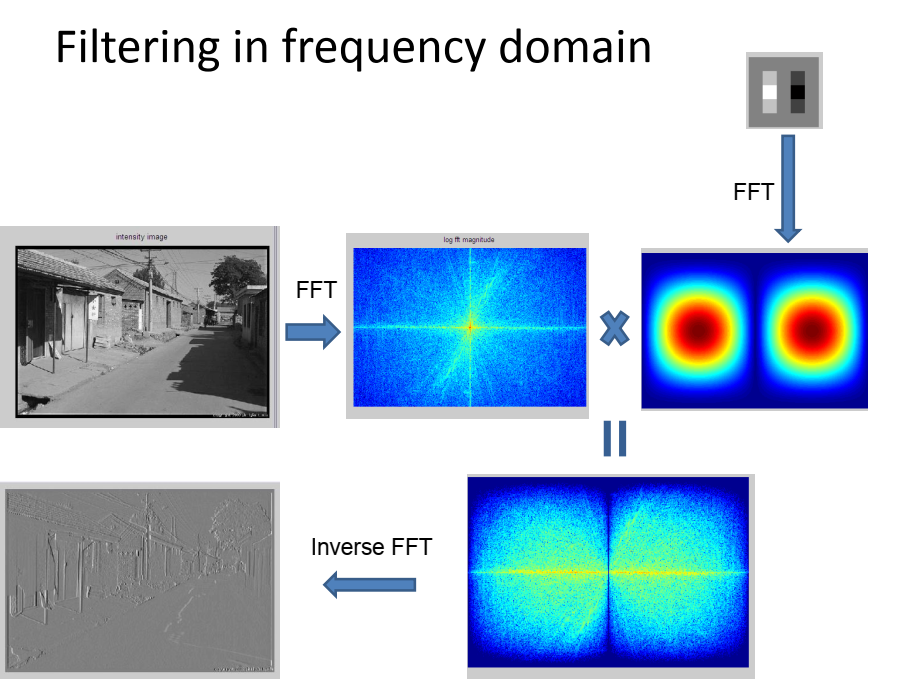 Filtering in frequency domain
FFT
intensity image
log fft magnitude
FFT
Inverse FFT